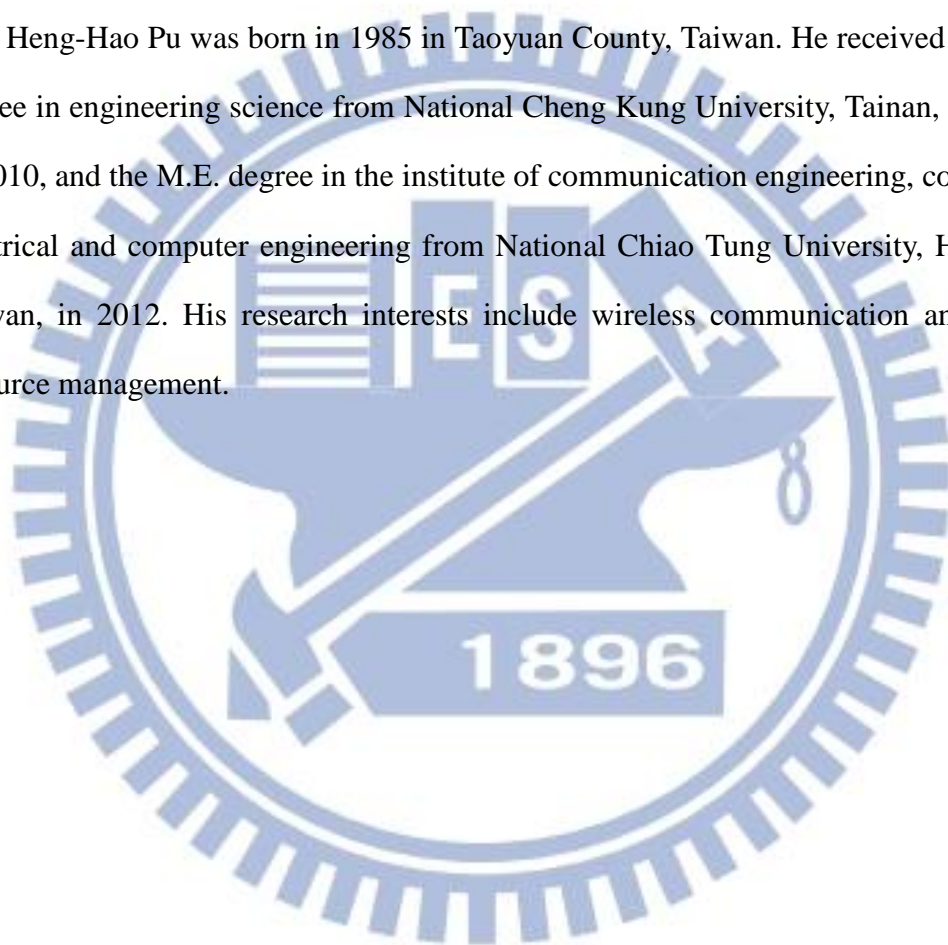 Heng-Hao Pu was born in 1985 in Taoyuan County, Taiwan. He received
ee in engineering science from National Cheng Kung University, Tainan,
010, and the M.E. degree in the institute of communication engineering, co
trical and computer engineering from National Chiao Tung University, H
van, in 2012. His research interests include wireless communication an
urce management.
E S A
1896